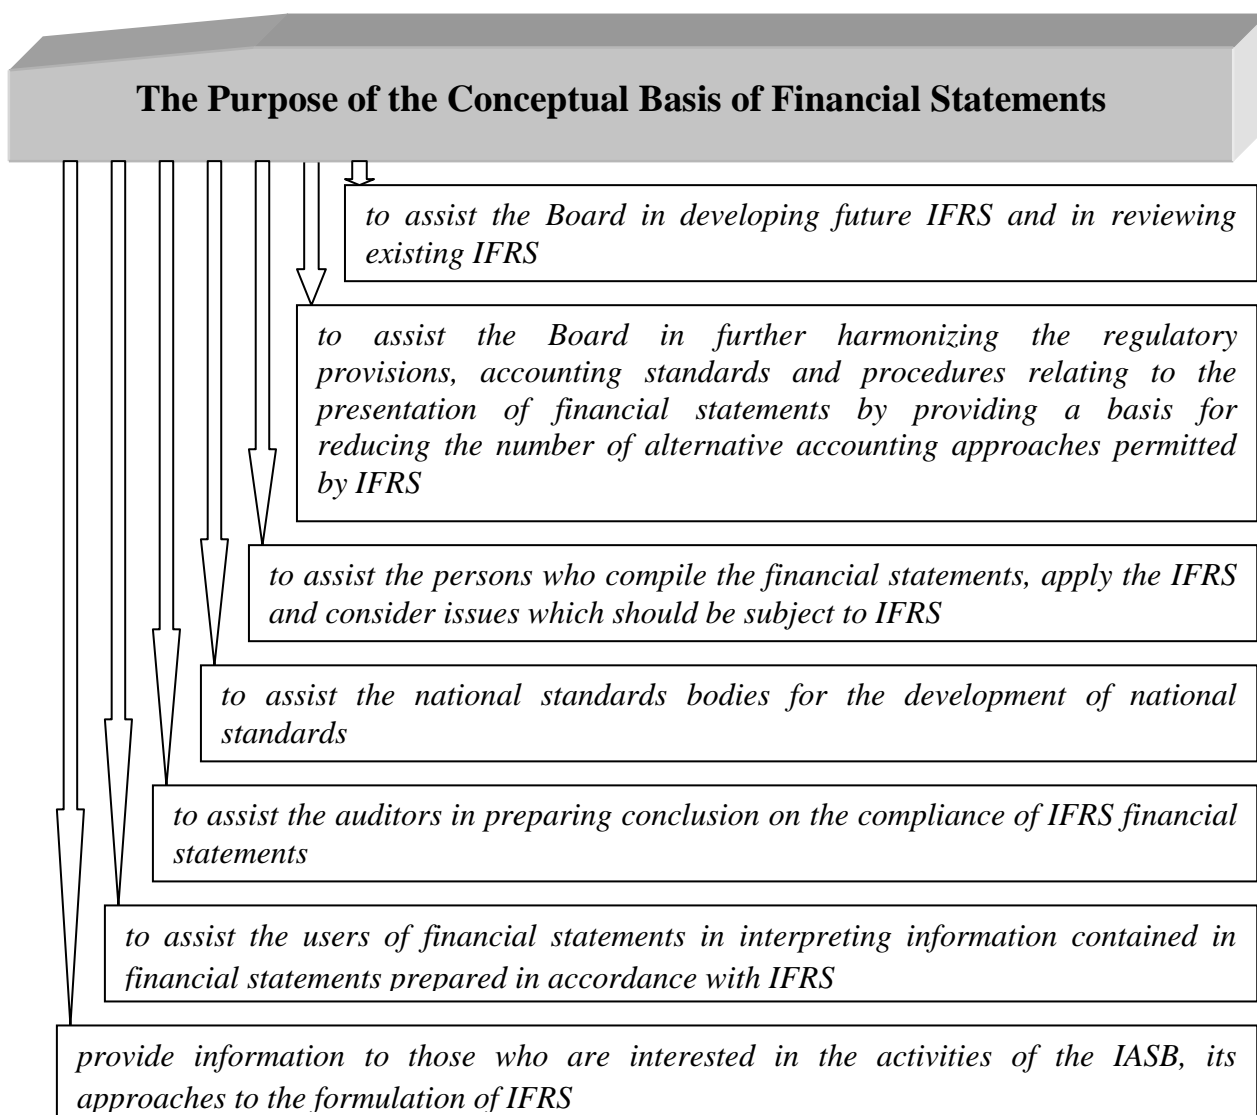 The Purpose of the Conceptual Basis of Financial Statements
to assist the Board in developing future IFRS and in reviewing
existing IFRS
to assist the Board in further harmonizing the regulatory
provisions, accounting standards and procedures relating to the
presentation of financial statements by providing a basis for
reducing the number of alternative accounting approaches permitted
by IFRS
to assist the persons who compile the financial statements, apply the IFRS
and consider issues which should be subject to IFRS
to assist the national standards bodies for the development of national
standards
to assist the auditors in preparing conclusion on the compliance of IFRS financial
statements
to assist the users of financial statements in interpreting information contained in
financial statements prepared in accordance with IFRS
provide information to those who are interested in the activities of the IASB, its
approaches to the formulation of IFRS